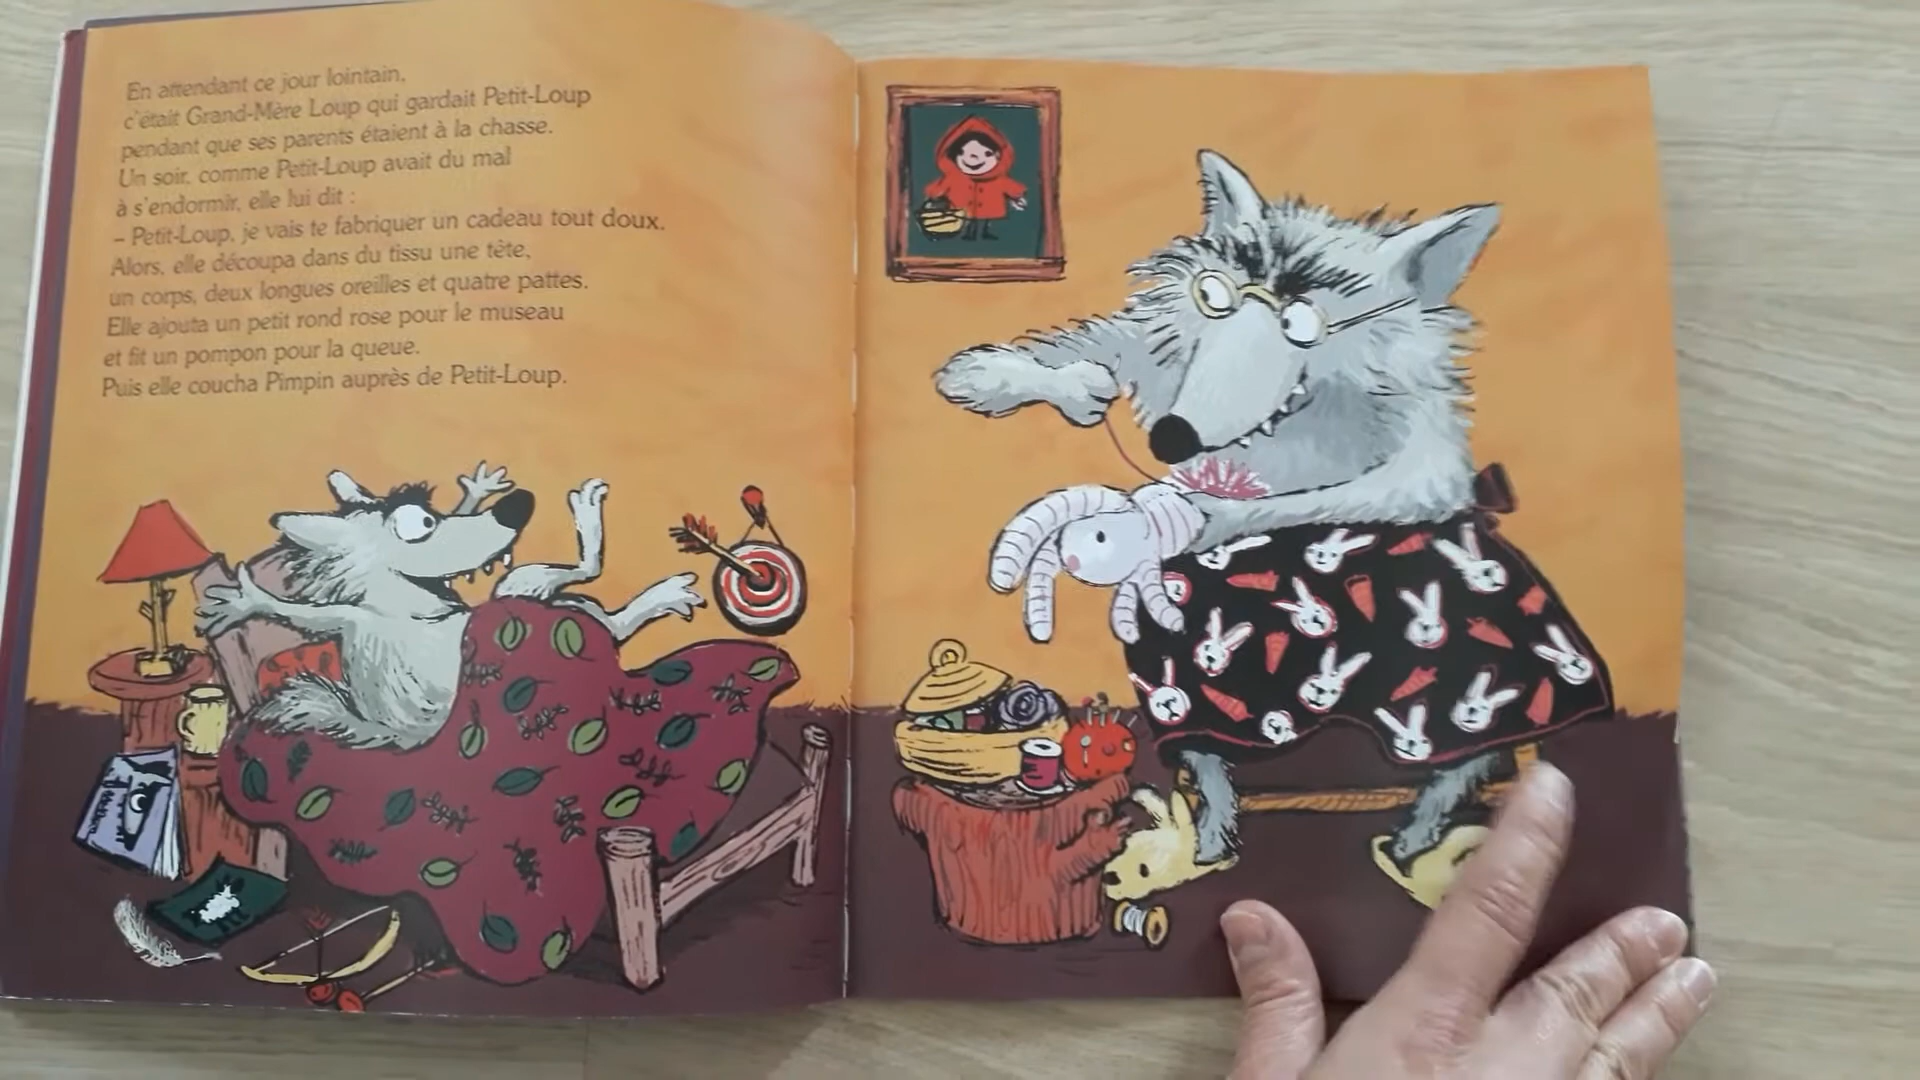 En attendant ce jour lointain,
c'était Grand-Mère Loup qui gardait Petit-Loup
pendant que ses parents étaient à la chasse.
Un soir, comme Petit-Loup avait du mal
à s'endormir, elle lui dit :
– Petit-Loup, je vais te fabriquer un cadeau tout doux.
Alors, elle découpa dans du tissu une tête,
un corps, deux longues oreilles et quatre pattes.
Elle ajouta un petit rond rose pour le museau
et fit un pompon pour la queue.
Puis elle coucha Pimpin auprès de Petit-Loup.